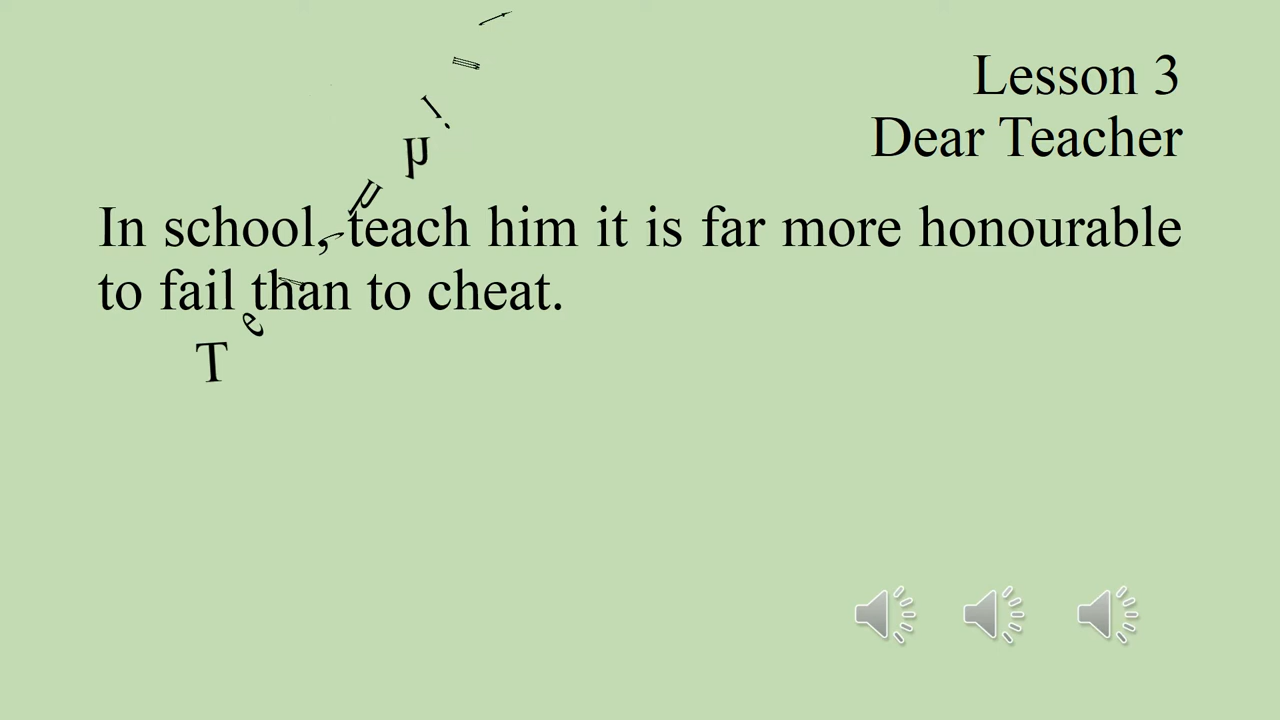 Lesson 3
Dear Teacher
In school, teach him it is far more honourable
to fail than to cheat.